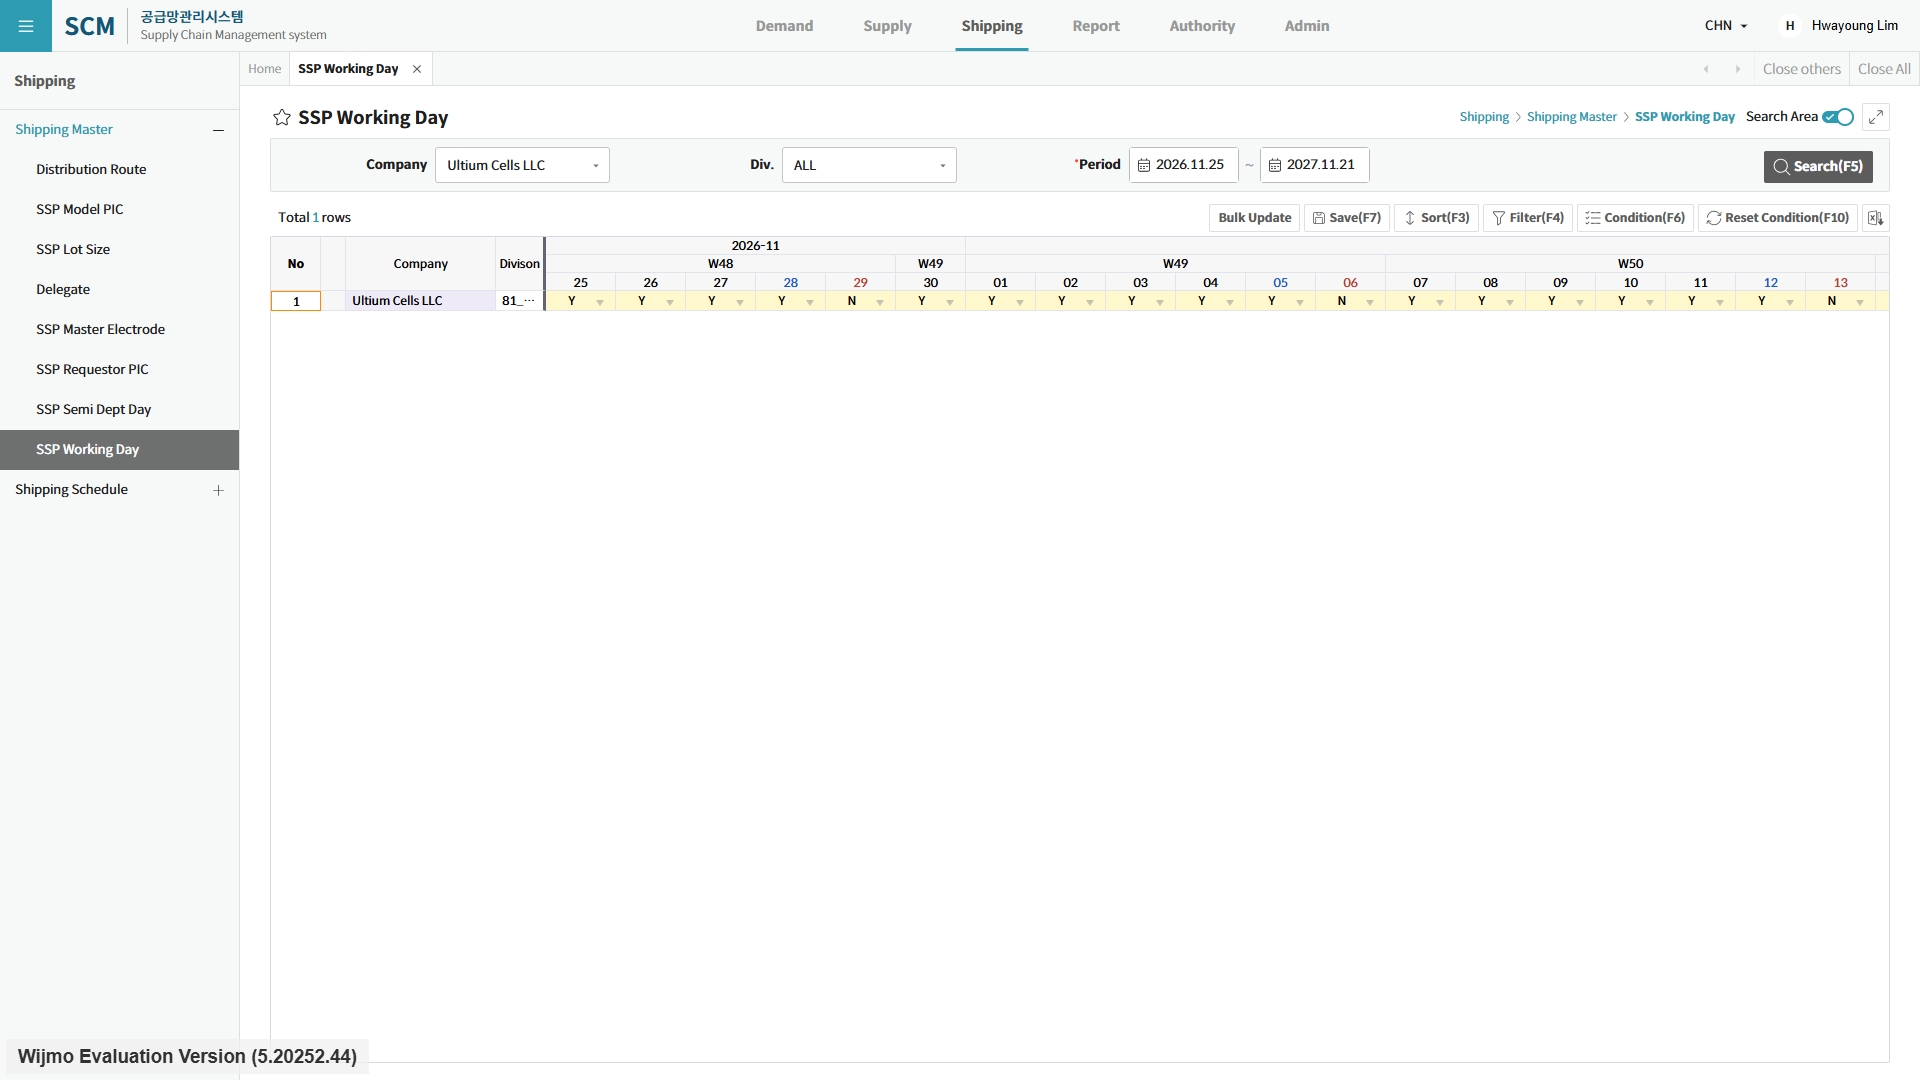 SCM 공급망관리시스템 Supply Chain Management system
Demand Supply Shipping Report Authority Admin
CHN H Hwayoung Lim
Shipping
Home SSP Working Day Close others Close All
Shipping Master
Distribution Route
SSP Model PIC
SSP Lot Size
Delegate
SSP Master Electrode
SSP Requestor PIC
SSP Semi Dept Day
SSP Working Day
Shipping Schedule
SSP Working Day
Shipping > Shipping Master > SSP Working Day Search Area
Company Ultium Cells LLC Div. ALL *Period 2026.11.25 ~ 2027.11.21 Search(F5)
Total 1 rows Bulk Update Save(F7) Sort(F3) Filter(F4) Condition(F6) Reset Condition(F10)
No Company Divison
2026-11
W48 W49 W49 W50
25 26 27 28 29 30 01 02 03 04 05 06 07 08 09 10 11 12 13
1 Ultium Cells LLC 81_... Y Y Y Y N Y Y Y Y Y Y N Y Y Y Y Y Y N
Wijmo Evaluation Version (5.20252.44)